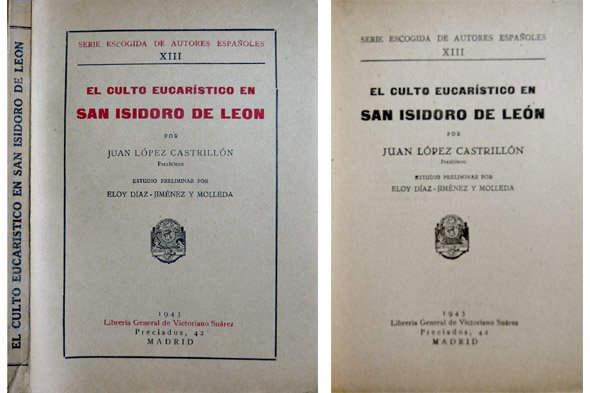 EL CULTO EUCARISTICO EN SAN ISIDORO DE LEON
SERIE ESCOGIDA DE AUTORES ESPAÑOLES
XIII
EL CULTO EUCARÍSTICO EN
SAN ISIDORO DE LEON
POR
JUAN LÓPEZ CASTRILLÓN
Presbítero
ESTUDIO PRELIMINAR POR
ELOY DÍAZ-JIMÉNEZ Y MOLLEDA
1943
Librería General de Victoriano Suárez
Preciados, 42
MADRID
SERIE ESCOGIDA DE AUTORES ESPAÑOLES
XIII
EL CULTO EUCARÍSTICO EN
SAN ISIDORO DE LEÓN
POR
JUAN LÓPEZ CASTRILLÓN
Presbítero
ESTUDIO PRELIMINAR POR
ELOY DÍAZ-JIMÉNEZ Y MOLLEDA
1943
Librería General de Victoriano Suárez
Preciados, 42
MADRID